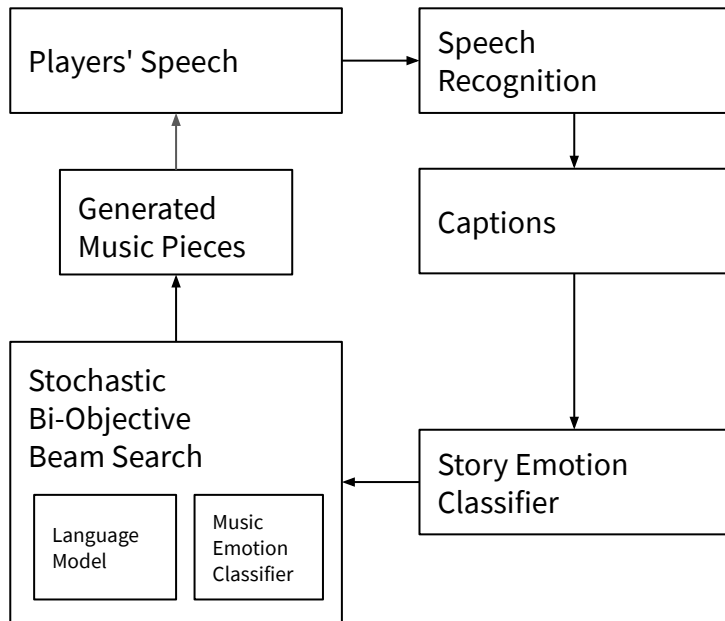 Players' Speech
Speech
Recognition
Generated
Music Pieces
Captions
Stochastic
Bi-Objective
Beam Search
Language
Model
Music
Emotion
Classifier
Story Emotion
Classifier